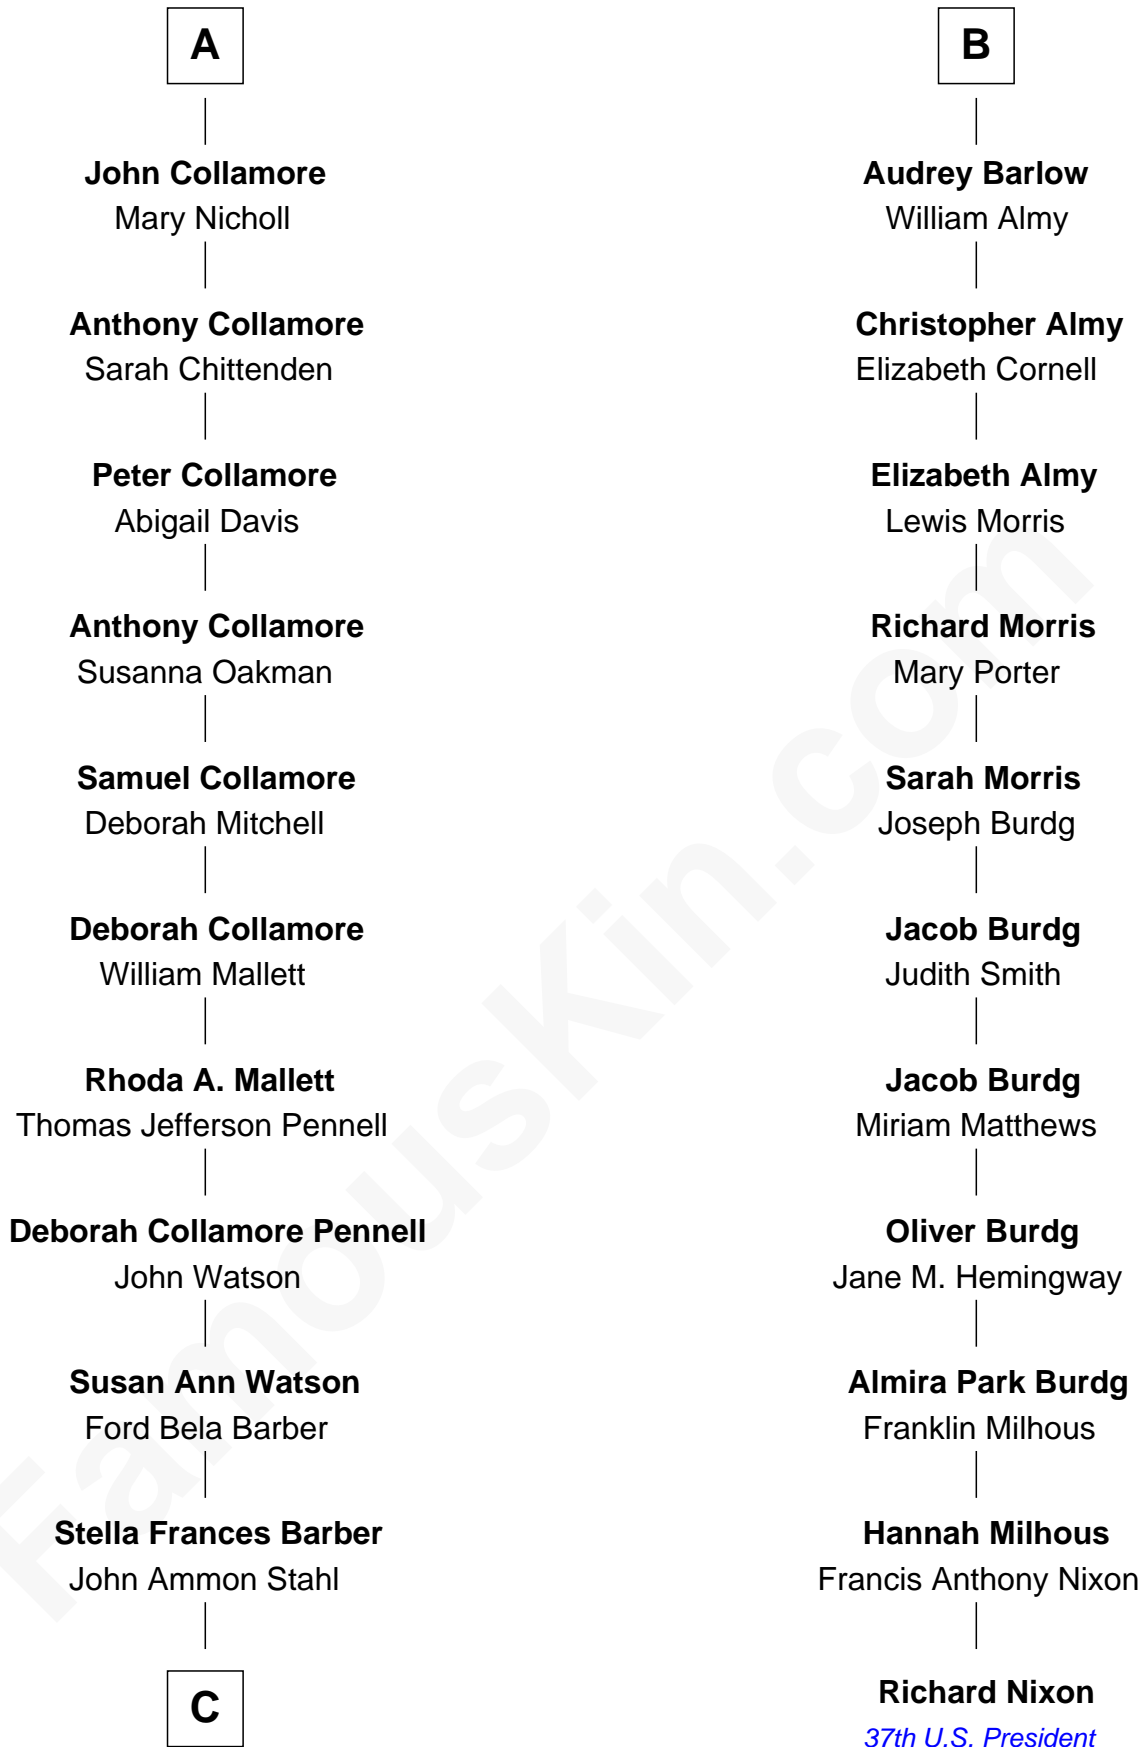 A
John Collamore
Mary Nicholl
Anthony Collamore
Sarah Chittenden
Peter Collamore
Abigail Davis
Anthony Collamore
Susanna Oakman
Samuel Collamore
Deborah Mitchell
Deborah Collamore
William Mallett
Rhoda A. Mallett
Thomas Jefferson Pennell
Deborah Collamore Pennell
John Watson
Susan Ann Watson
Ford Bela Barber
Stella Frances Barber
John Ammon Stahl
C
B
Audrey Barlow
William Almy
Christopher Almy
Elizabeth Cornell
Elizabeth Almy
Lewis Morris
Richard Morris
Mary Porter
Sarah Morris
Joseph Burdg
Jacob Burdg
Judith Smith
Jacob Burdg
Miriam Matthews
Oliver Burdg
Jane M. Hemingway
Almira Park Burdg
Franklin Milhous
Hannah Milhous
Francis Anthony Nixon
Richard Nixon
37th U.S. President
FamousKin.com